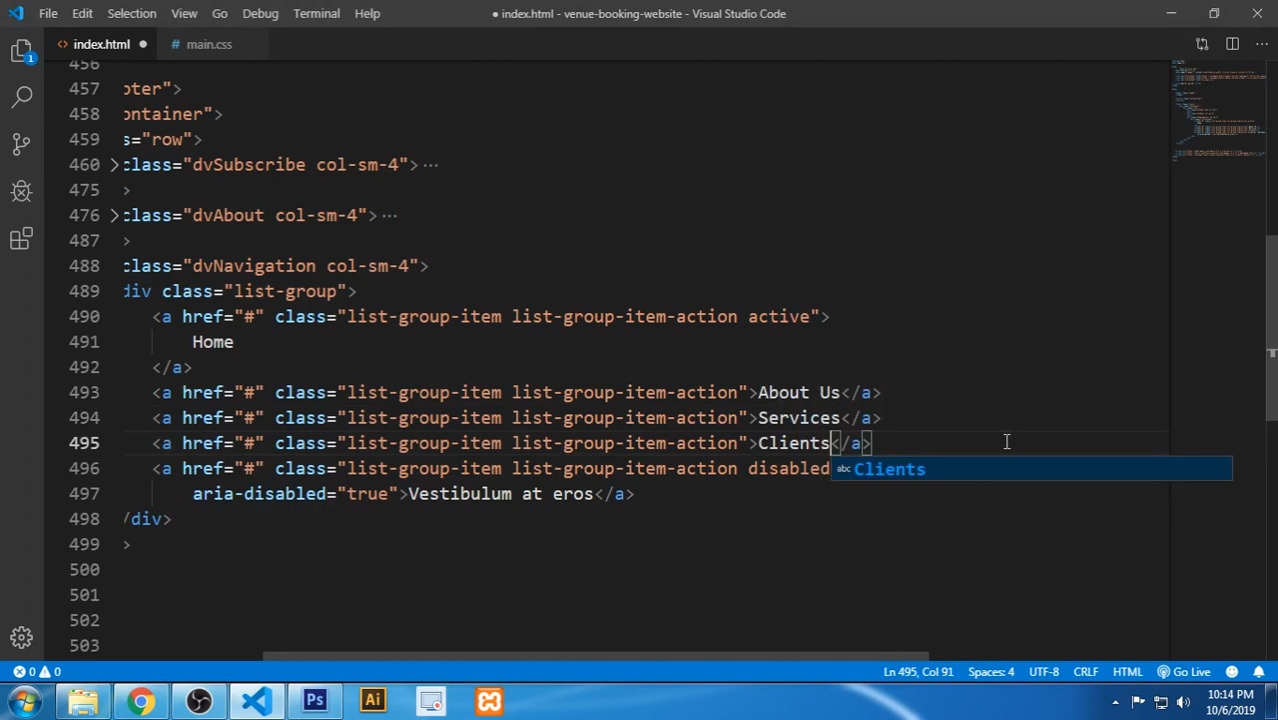 File Edit Selection View Go Debug Terminal Help ● index.html - venue-booking-website - Visual Studio Code
<> index.html ● # main.css ...
1
456
457 oter">
458 ontainer">
459 s="row">
460 class="dvSubscribe col-sm-4">...
475 >
476 class="dvAbout col-sm-4">...
487 >
488 class="dvNavigation col-sm-4">
489 div class="list-group">
490 <a href="#" class="list-group-item list-group-item-action active">
491 Home
492 </a>
493 <a href="#" class="list-group-item list-group-item-action">About Us</a>
494 <a href="#" class="list-group-item list-group-item-action">Services</a>
495 <a href="#" class="list-group-item list-group-item-action">Clients</a>
496 <a href="#" class="list-group-item list-group-item-action disabled
abc Clients
497 aria-disabled="true">Vestibulum at eros</a>
498 /div>
499 >
500
501
502
503
0 0 Ln 495, Col 91 Spaces: 4 UTF-8 CRLF HTML Go Live
Ps Ai
10:14 PM
10/6/2019